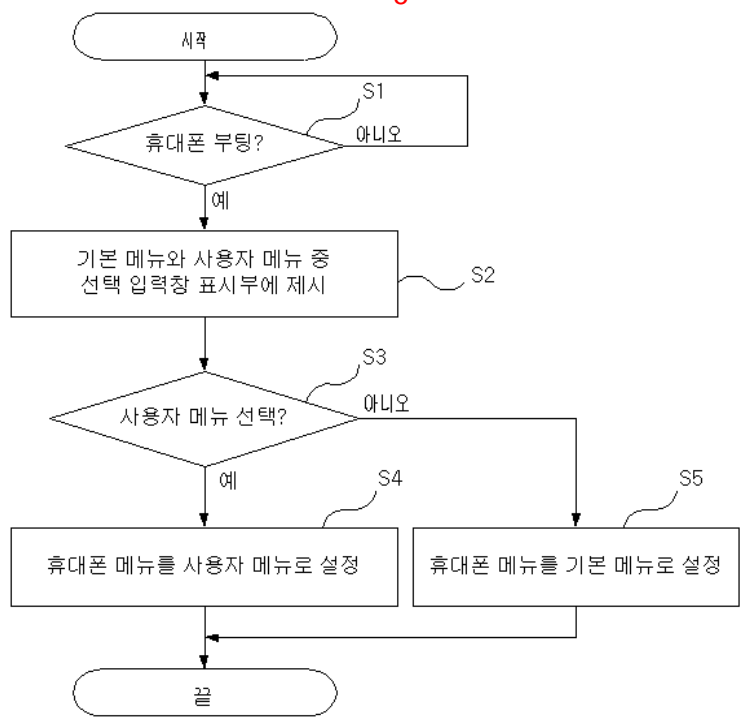 시작
S1
휴대폰 부팅?
아니오
예
기본 메뉴와 사용자 메뉴 중
선택 입력창 표시부에 제시
S2
S3
사용자 메뉴 선택?
아니오
예
S4
S5
휴대폰 메뉴를 사용자 메뉴로 설정
휴대폰 메뉴를 기본 메뉴로 설정
끝